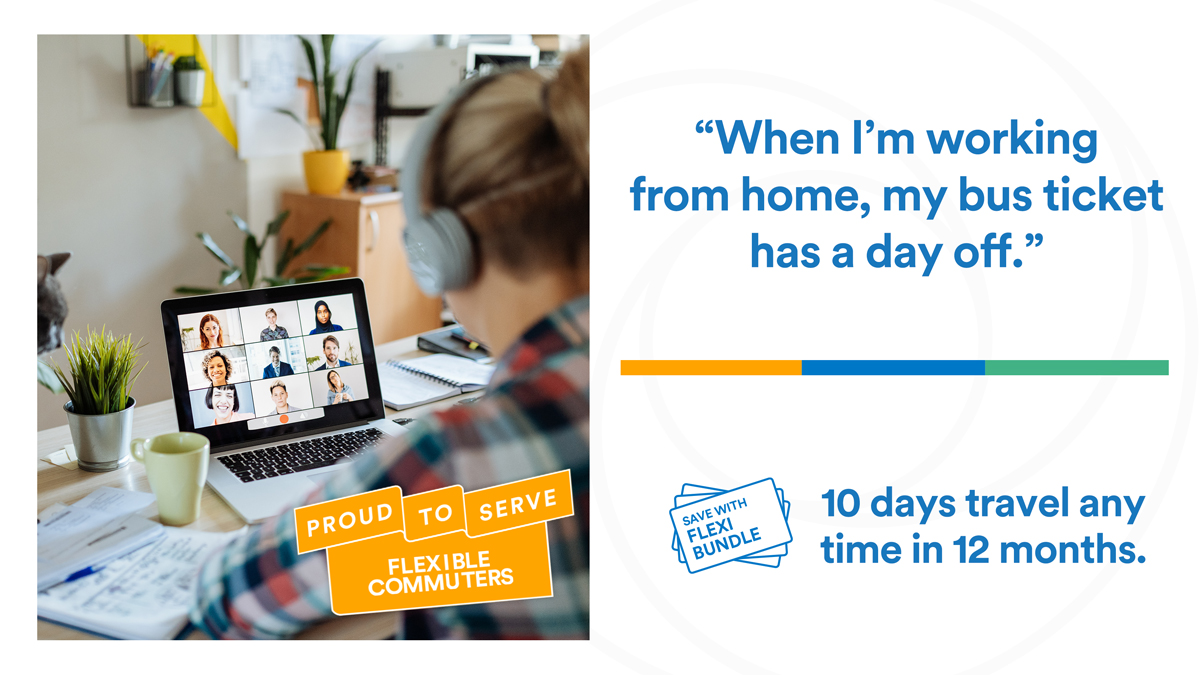 “When I’m working
from home, my bus ticket
has a day off.”
PROUD TO SERVE
FLEXIBLE
COMMUTERS
SAVE WITH
FLEXI
BUNDLE
10 days travel any
time in 12 months.